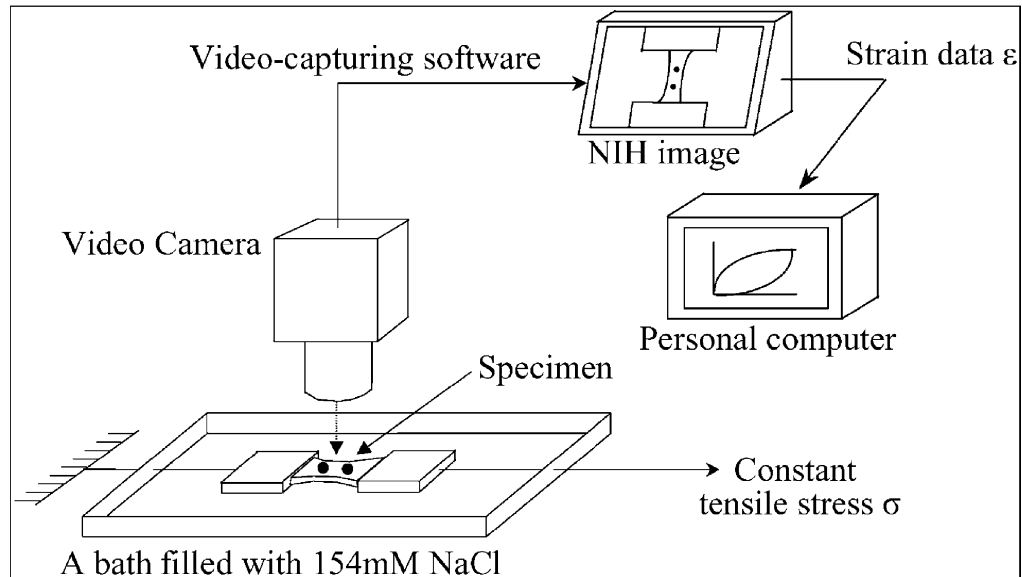 Video-capturing software
Strain data ε
NIH image
Video Camera
Personal computer
Specimen
Constant
tensile stress σ
A bath filled with 154mM NaCl